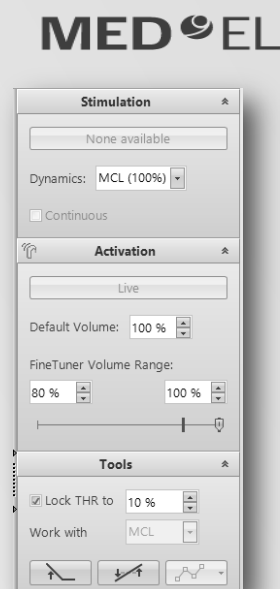 MED EL
Stimulation
None available
Dynamics: MCL (100%)
Continuous
Activation
Live
Default Volume: 100 %
FineTuner Volume Range:
80 % 100 %
Tools
Lock THR to 10 %
Work with MCL